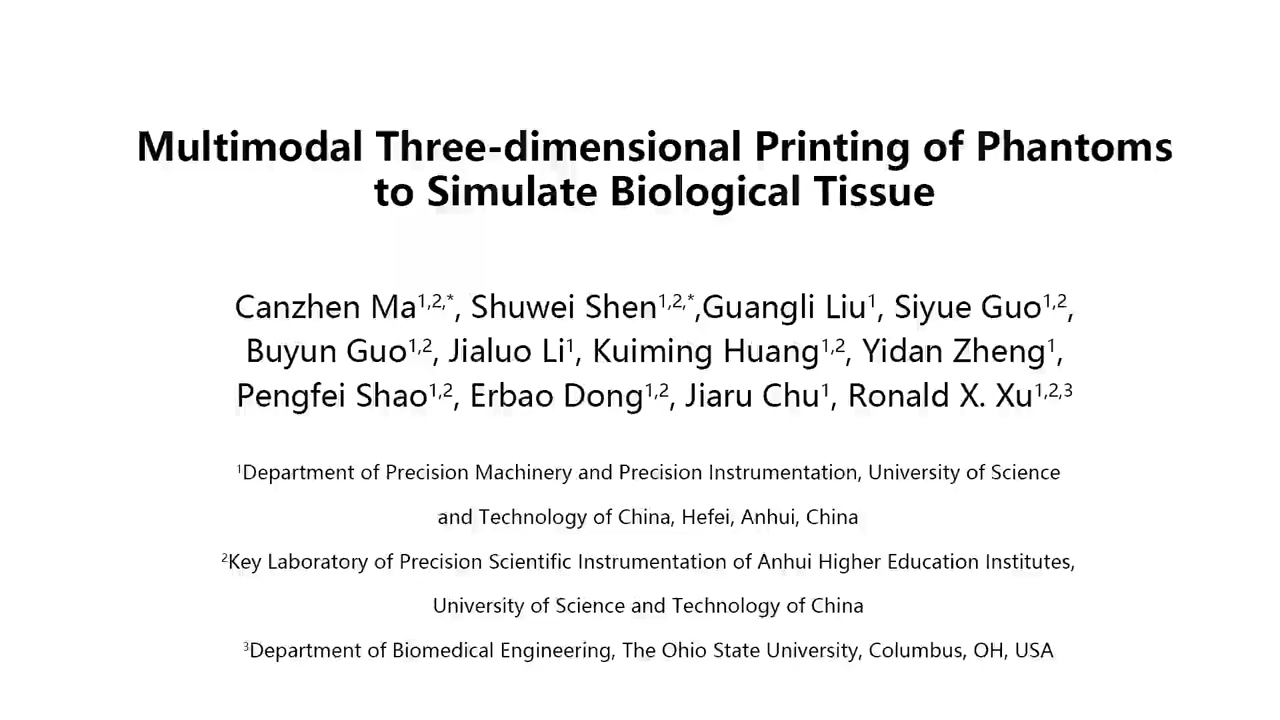 Multimodal Three-dimensional Printing of Phantoms
to Simulate Biological Tissue
Canzhen Ma1,2,*, Shuwei Shen1,2,*,Guangli Liu1, Siyue Guo1,2,
Buyun Guo1,2, Jialuo Li1, Kuiming Huang1,2, Yidan Zheng1,
Pengfei Shao1,2, Erbao Dong1,2, Jiaru Chu1, Ronald X. Xu1,2,3
1Department of Precision Machinery and Precision Instrumentation, University of Science
and Technology of China, Hefei, Anhui, China
2Key Laboratory of Precision Scientific Instrumentation of Anhui Higher Education Institutes,
University of Science and Technology of China
3Department of Biomedical Engineering, The Ohio State University, Columbus, OH, USA